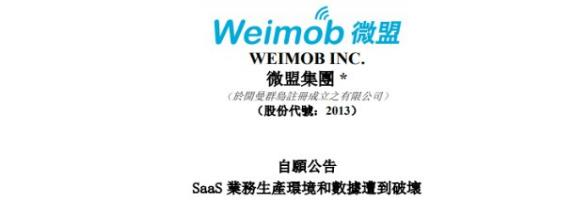 Weimob 微盟
WEIMOB INC.
微盟集團 *
（於開曼群島註冊成立之有限公司）
（股份代號：2013）
自願公告
SaaS 業務生產環境和數據遭到破壞